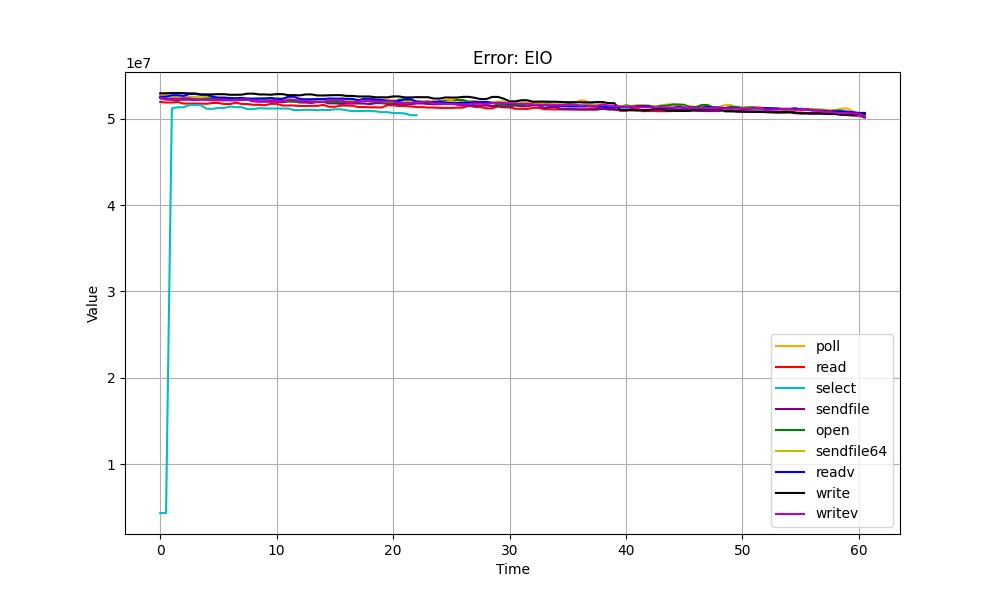 Error: EIO
1e7
5
4
3
2
1
Value
0 10 20 30 40 50 60
Time
poll
read
select
sendfile
open
sendfile64
readv
write
writev